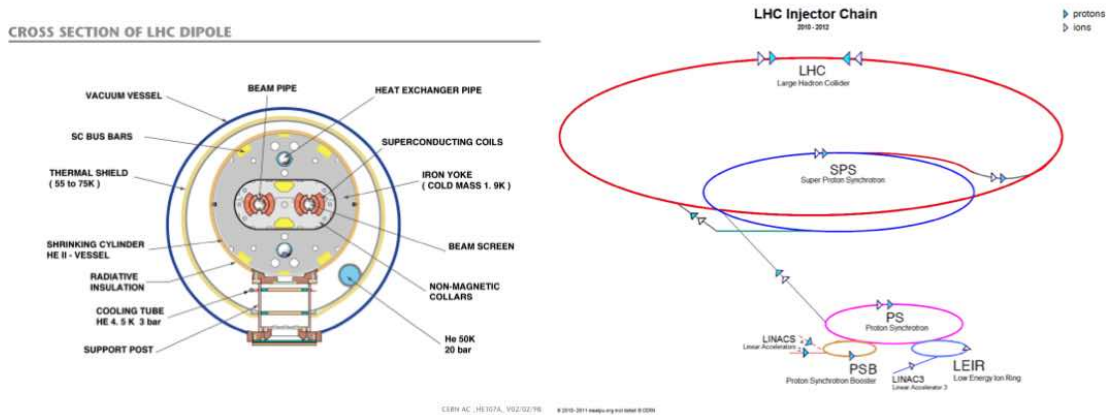 CROSS SECTION OF LHC DIPOLE
BEAM PIPE
HEAT EXCHANGER PIPE
VACUUM VESSEL
SC BUS BARS
SUPERCONDUCTING COILS
THERMAL SHIELD
( 55 to 75K )
IRON YOKE
( COLD MASS 1. 9K )
SHRINKING CYLINDER
HE II - VESSEL
BEAM SCREEN
RADIATIVE
INSULATION
NON-MAGNETIC
COLLARS
COOLING TUBE
HE 4. 5 K 3 bar
SUPPORT POST
He 50K
20 bar
CERN AC _HE107A_ V02/02/98
LHC Injector Chain
2010 - 2012
protons
ions
LHC
Large Hadron Collider
SPS
Super Proton Synchrotron
PS
Proton Synchrotron
LINACS
Linear Accelerators
PSB
Proton Synchrotron Booster
LINAC3
Linear Accelerator 3
LEIR
Low Energy Ion Ring